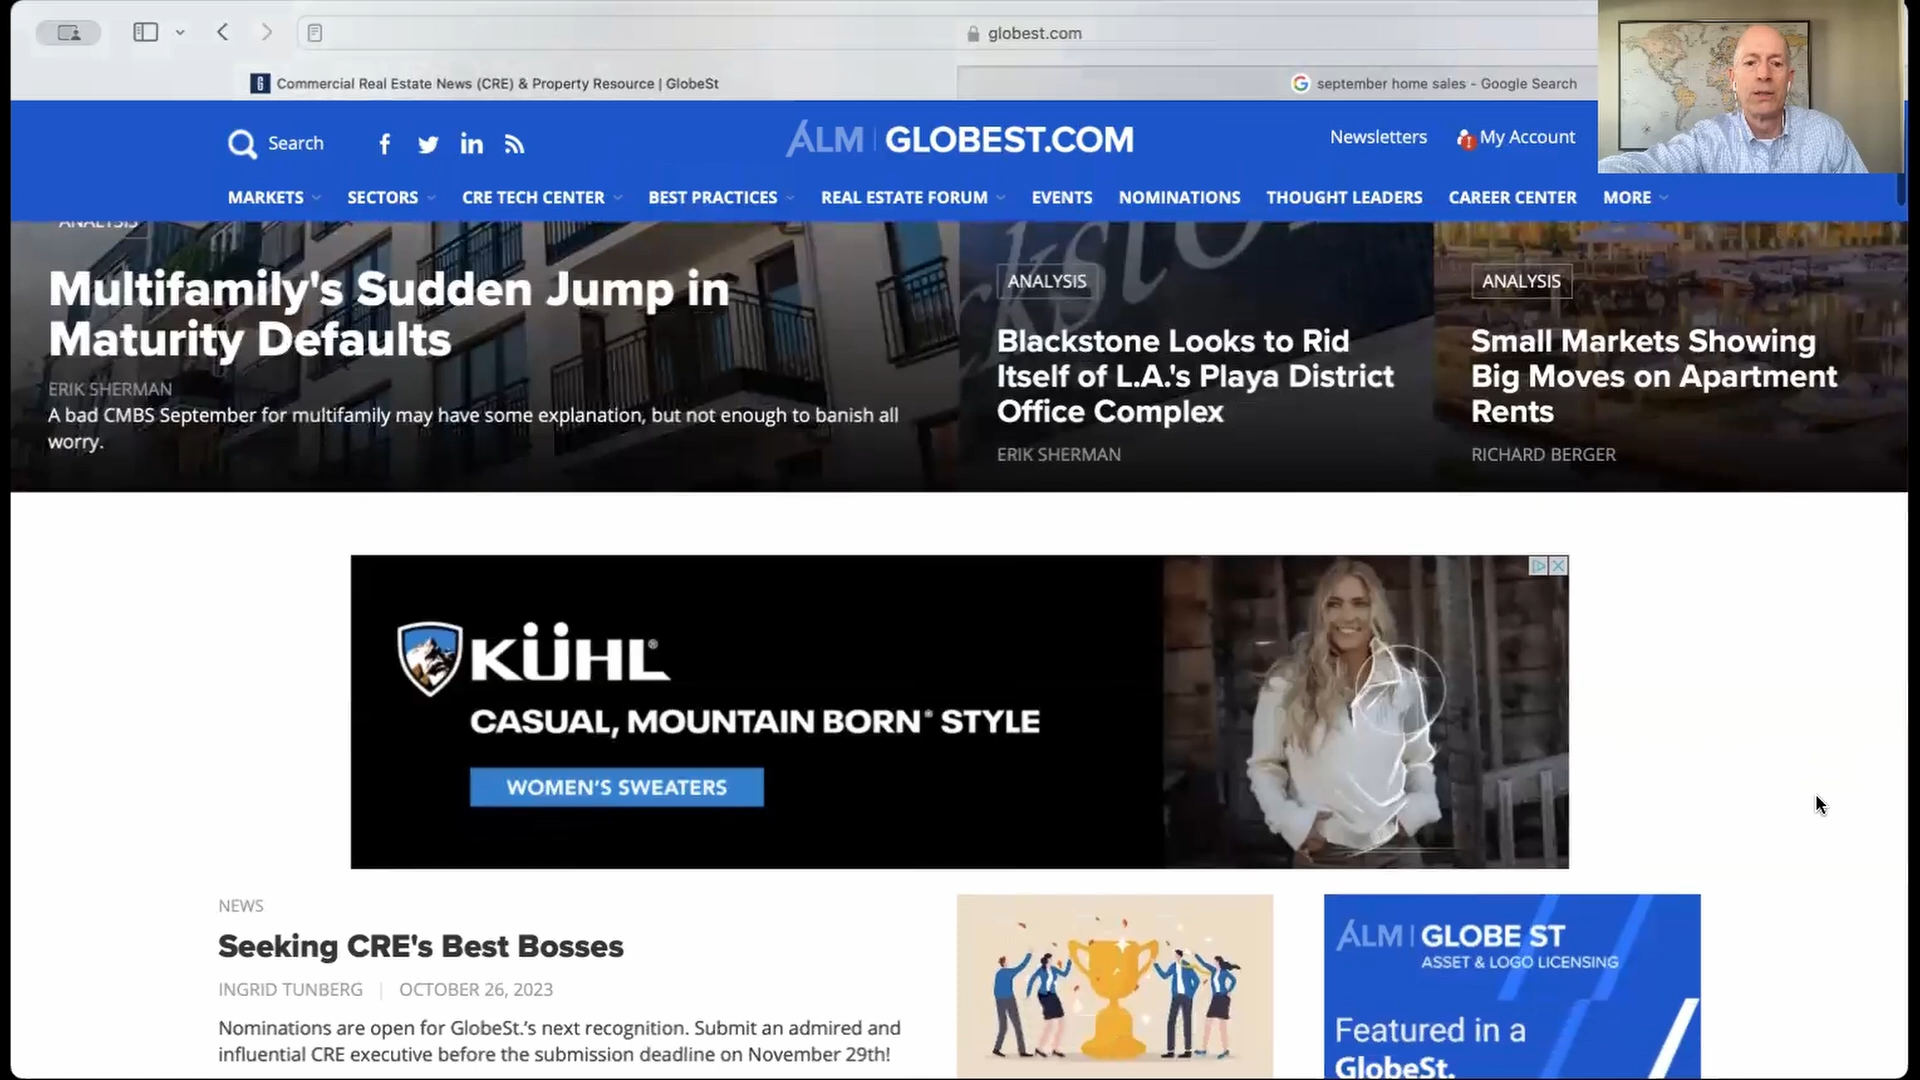 globest.com
Commercial Real Estate News (CRE) & Property Resource | GlobeSt
september home sales - Google Search
Search
ALM | GLOBEST.COM
Newsletters
My Account
MARKETS
SECTORS
CRE TECH CENTER
BEST PRACTICES
REAL ESTATE FORUM
EVENTS
NOMINATIONS
THOUGHT LEADERS
CAREER CENTER
MORE
ANALYSIS
Multifamily's Sudden Jump in
Maturity Defaults
ERIK SHERMAN
A bad CMBS September for multifamily may have some explanation, but not enough to banish all
worry.
ANALYSIS
Blackstone Looks to Rid
Itself of L.A.'s Playa District
Office Complex
ERIK SHERMAN
ANALYSIS
Small Markets Showing
Big Moves on Apartment
Rents
RICHARD BERGER
KÜHL®
CASUAL, MOUNTAIN BORN® STYLE
WOMEN'S SWEATERS
NEWS
Seeking CRE's Best Bosses
INGRID TUNBERG | OCTOBER 26, 2023
Nominations are open for GlobeSt.'s next recognition. Submit an admired and
influential CRE executive before the submission deadline on November 29th!
ALM | GLOBE ST
ASSET & LOGO LICENSING
Featured in a
GlobeSt.